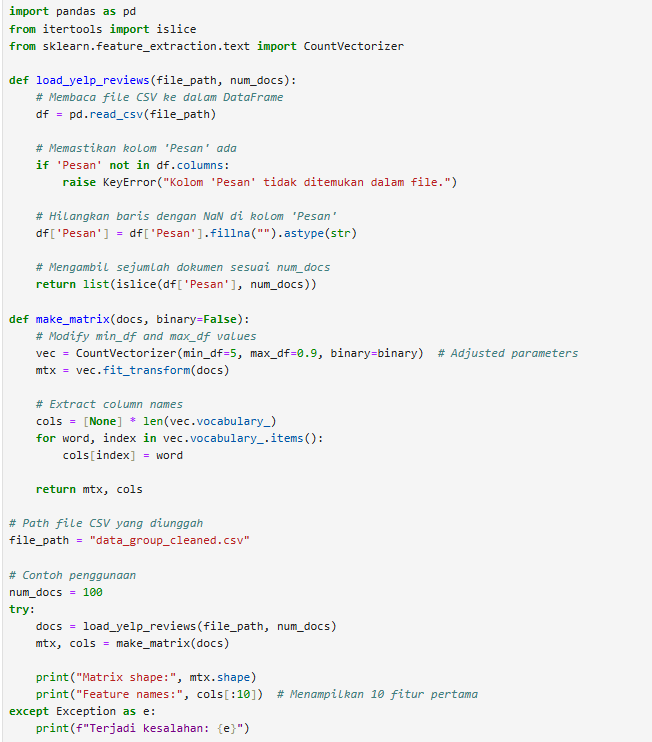 import pandas as pd
from itertools import islice
from sklearn.feature_extraction.text import CountVectorizer

def load_yelp_reviews(file_path, num_docs):
    # Membaca file CSV ke dalam DataFrame
    df = pd.read_csv(file_path)

    # Memastikan kolom 'Pesan' ada
    if 'Pesan' not in df.columns:
        raise KeyError("Kolom 'Pesan' tidak ditemukan dalam file.")

    # Hilangkan baris dengan NaN di kolom 'Pesan'
    df['Pesan'] = df['Pesan'].fillna("").astype(str)

    # Mengambil sejumlah dokumen sesuai num_docs
    return list(islice(df['Pesan'], num_docs))

def make_matrix(docs, binary=False):
    # Modify min_df and max_df values
    vec = CountVectorizer(min_df=5, max_df=0.9, binary=binary)  # Adjusted parameters
    mtx = vec.fit_transform(docs)

    # Extract column names
    cols = [None] * len(vec.vocabulary_)
    for word, index in vec.vocabulary_.items():
        cols[index] = word

    return mtx, cols

# Path file CSV yang diunggah
file_path = "data_group_cleaned.csv"

# Contoh penggunaan
num_docs = 100
try:
    docs = load_yelp_reviews(file_path, num_docs)
    mtx, cols = make_matrix(docs)

    print("Matrix shape:", mtx.shape)
    print("Feature names:", cols[:10])  # Menampilkan 10 fitur pertama
except Exception as e:
    print(f"Terjadi kesalahan: {e}")